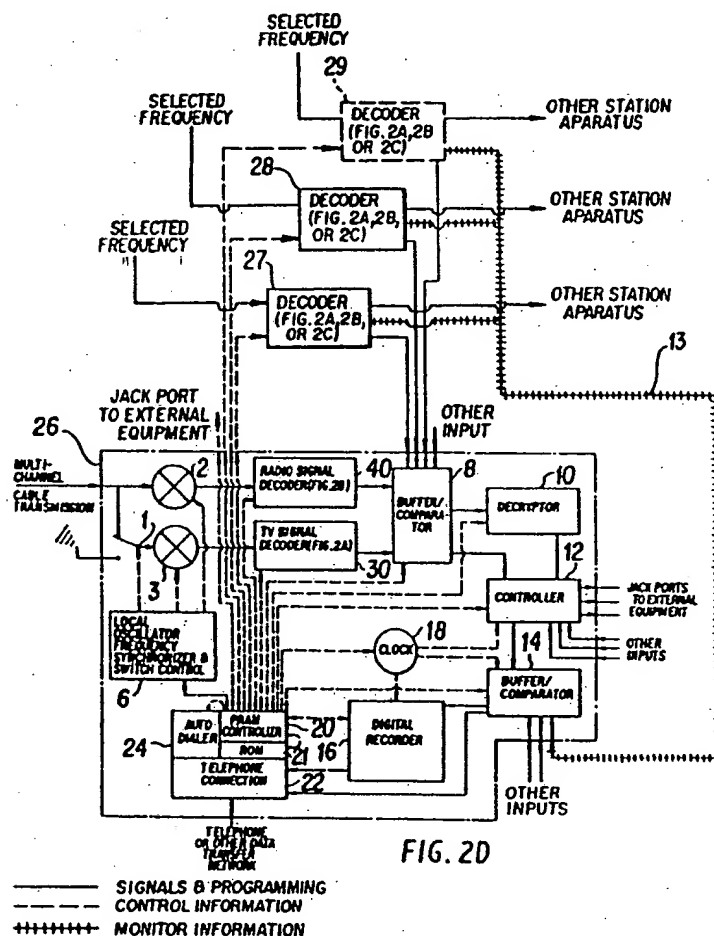 SELECTED
FREQUENCY
29
DECODER
(FIG. 2A, 2B
OR 2C)
OTHER STATION
APPARATUS
SELECTED
FREQUENCY
28
DECODER
(FIG. 2A, 2B,
OR 2C)
OTHER STATION
APPARATUS
SELECTED
FREQUENCY
27
DECODER
(FIG. 2A, 2B,
OR 2C)
OTHER STATION
APPARATUS
13
JACK PORT
TO EXTERNAL
EQUIPMENT
OTHER
INPUT
26
MULTI-
CHANNEL
CABLE
TRANSMISSION
2
RADIO SIGNAL
DECODER (FIG. 2B)
40
8
BUFFER/
COMPARATOR
10
DECRYPTOR
1
3
TV SIGNAL
DECODER (FIG. 2A)
30
12
CONTROLLER
JACK PORTS
TO EXTERNAL
EQUIPMENT
LOCAL
OSCILLATOR
FREQUENCY
SYNCHRONIZER &
SWITCH CONTROL
6
18
CLOCK
14
OTHER
INPUTS
BUFFER/
COMPARATOR
24
AUTO
DIALER
PRAM
CONTROLLER
20
ROM
21
16
DIGITAL
RECORDER
TELEPHONE
CONNECTION
22
OTHER
INPUTS
TELEPHONE
OR OTHER DATA
TRANSFER
NETWORK
FIG. 2D
SIGNALS & PROGRAMMING
CONTROL INFORMATION
MONITOR INFORMATION